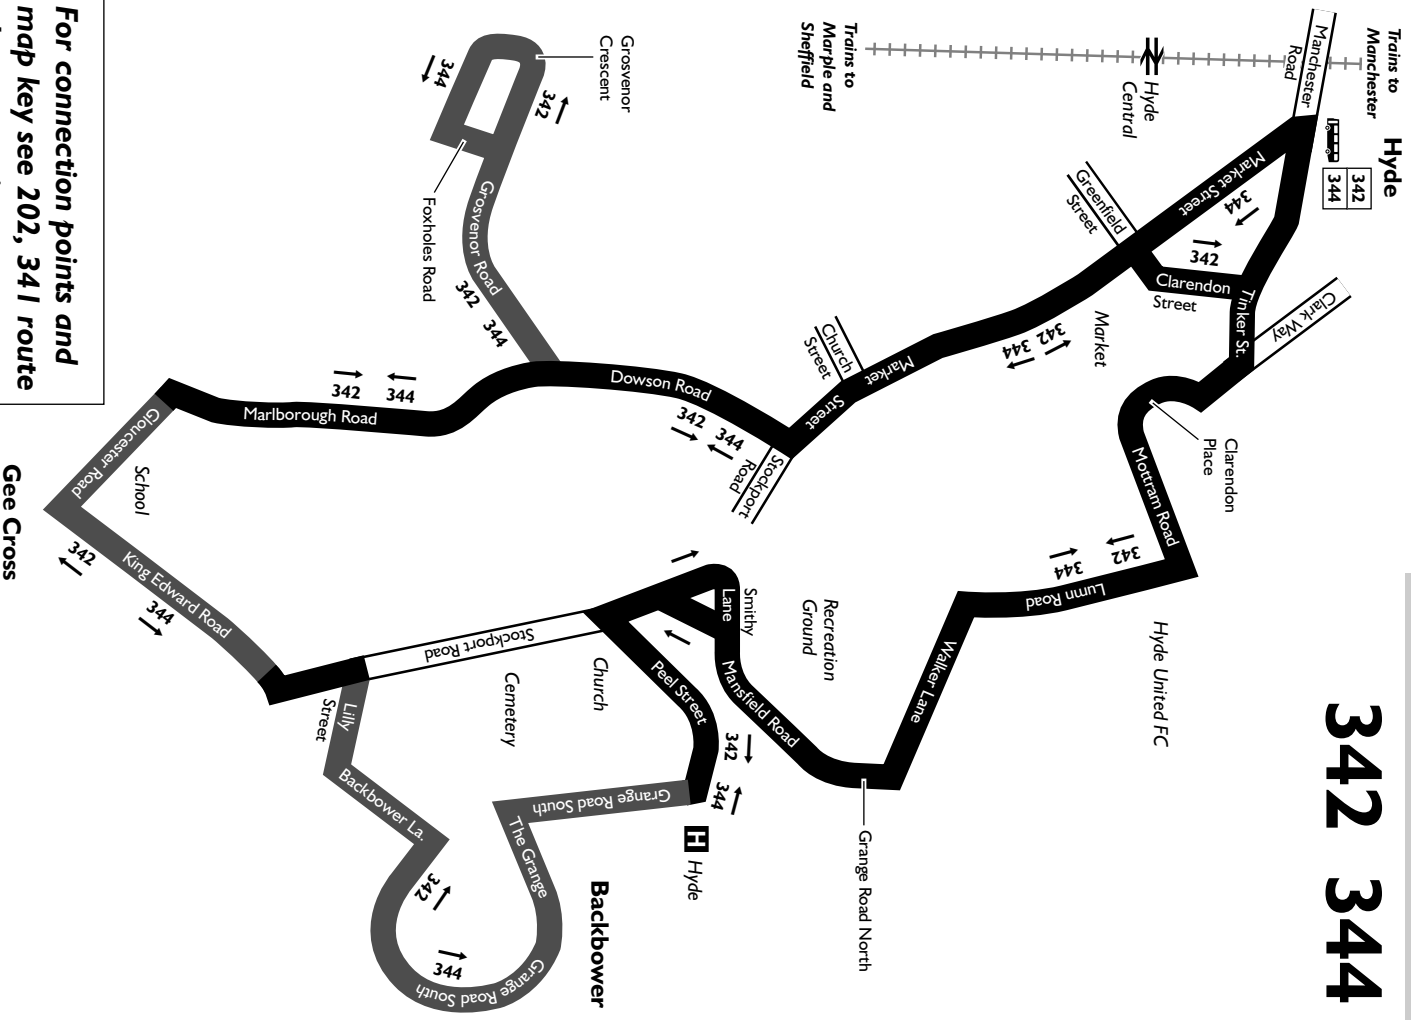 342 344
Hyde
342
344
Trains to
Manchester
Manchester
Road
Trains to
Marple and
Sheffield
Hyde
Central
Market Street
344
342
Greenfield
Street
Clarendon
Street
Tinker St.
Clark Way
Market
342
344
Clarendon
Place
Mottram Road
Church
Street
Market
Street
Stockport
Road
Dowson Road
342
344
342
344
Lumn Road
Hyde United FC
Walker Lane
Recreation
Ground
Grange Road North
Smithy
Lane
Mansfield Road
Peel Street
342
344
H Hyde
Grange Road South
Church
Cemetery
Stockport Road
Backbower
The Grange
Grange Road South
344
342
Backbower La.
Lilly
Street
King Edward Road
344
342
Gloucester Road
School
Gee Cross
Marlborough Road
342
344
Grosvenor Road
342
344
Foxholes Road
Grosvenor
Crescent
342
344
For connection points and
map key see 202, 341 route